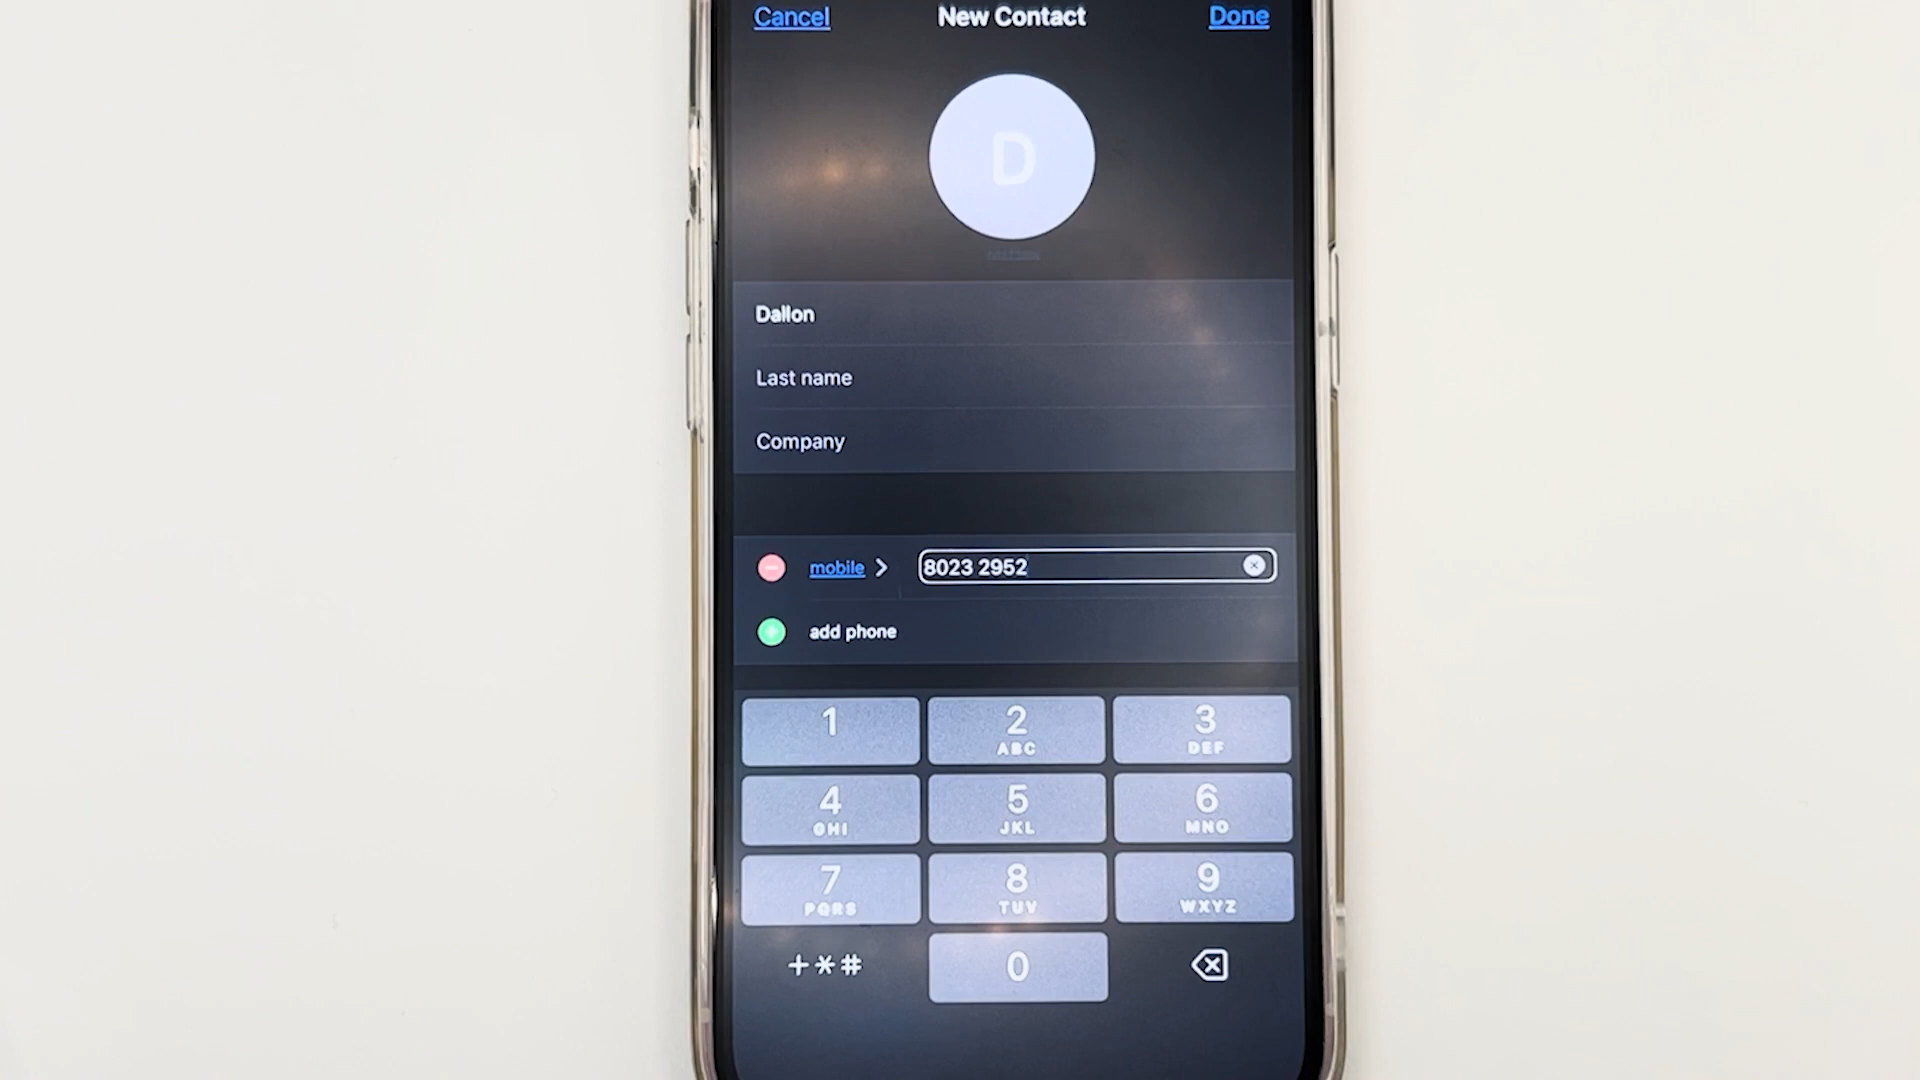 Cancel New Contact Done
D
Dallon
Last name
Company
mobile 8023 2952
add phone
1 2 3
ABC DEF
4 5 6
GHI JKL MNO
7 8 9
PQRS TUV WXYZ
+*# 0